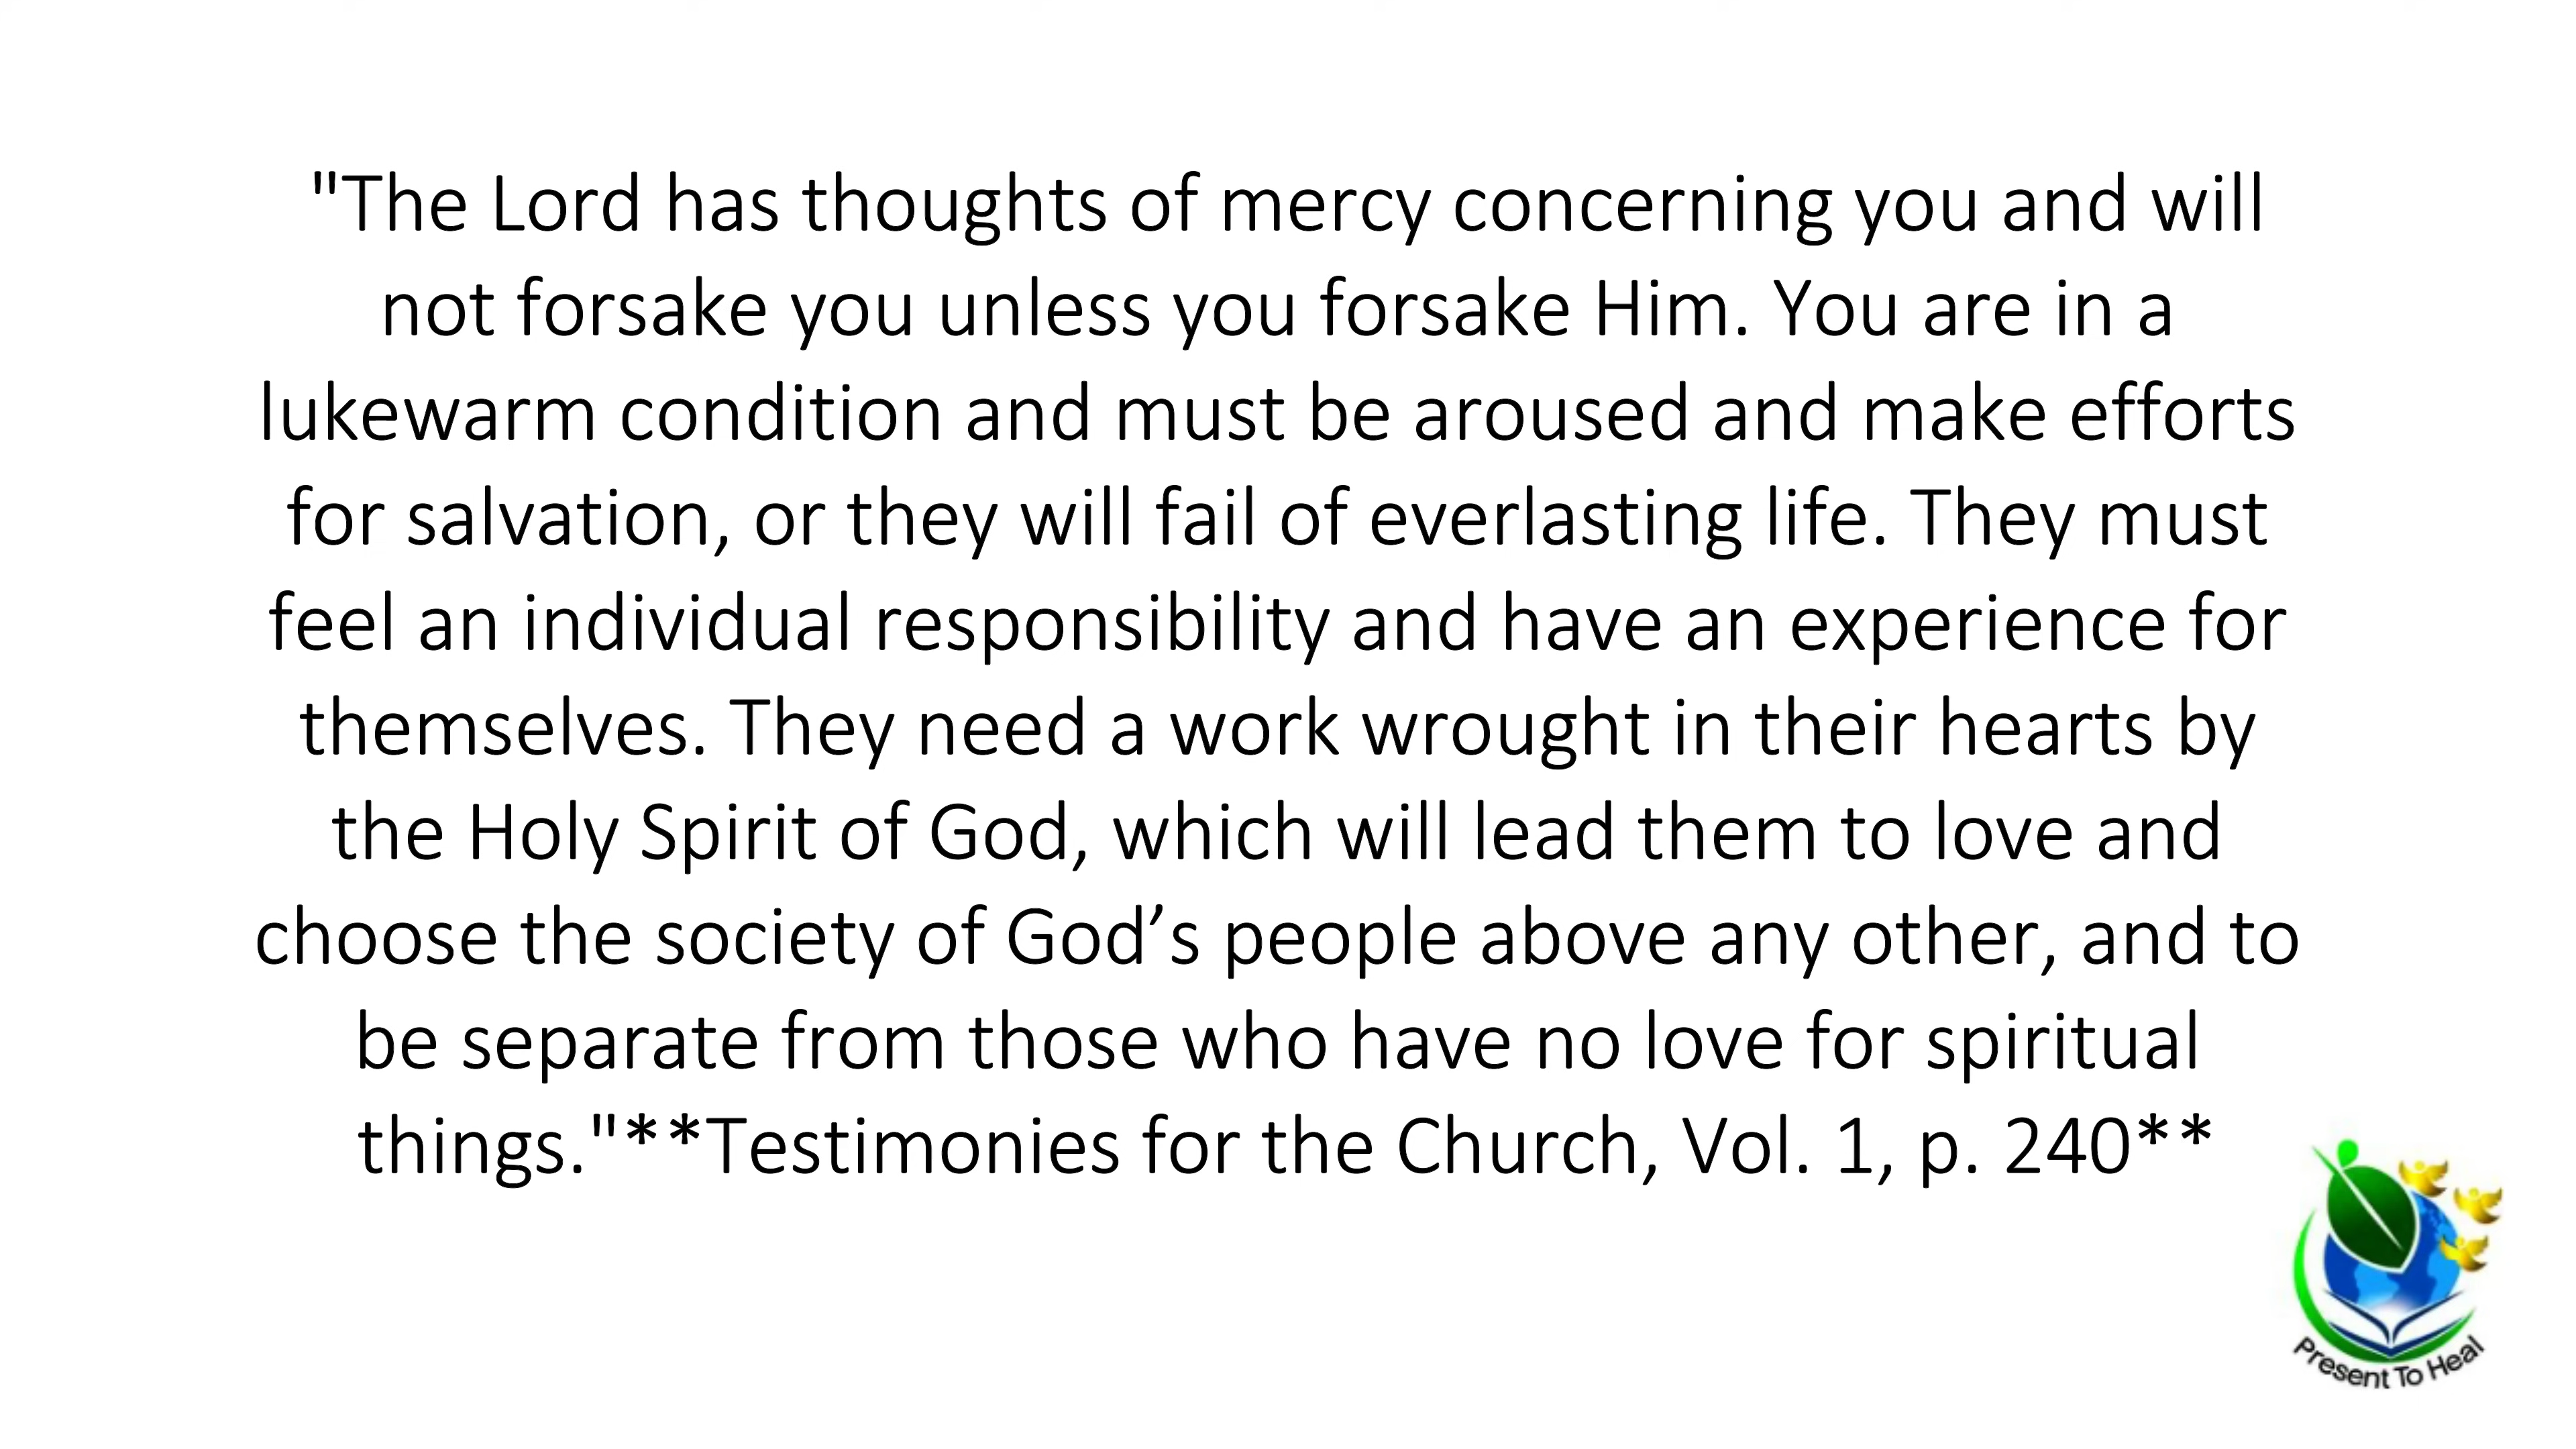 "The Lord has thoughts of mercy concerning you and will
not forsake you unless you forsake Him. You are in a
lukewarm condition and must be aroused and make efforts
for salvation, or they will fail of everlasting life. They must
feel an individual responsibility and have an experience for
themselves. They need a work wrought in their hearts by
the Holy Spirit of God, which will lead them to love and
choose the society of God’s people above any other, and to
be separate from those who have no love for spiritual
things."**Testimonies for the Church, Vol. 1, p. 240**
Present To Heal